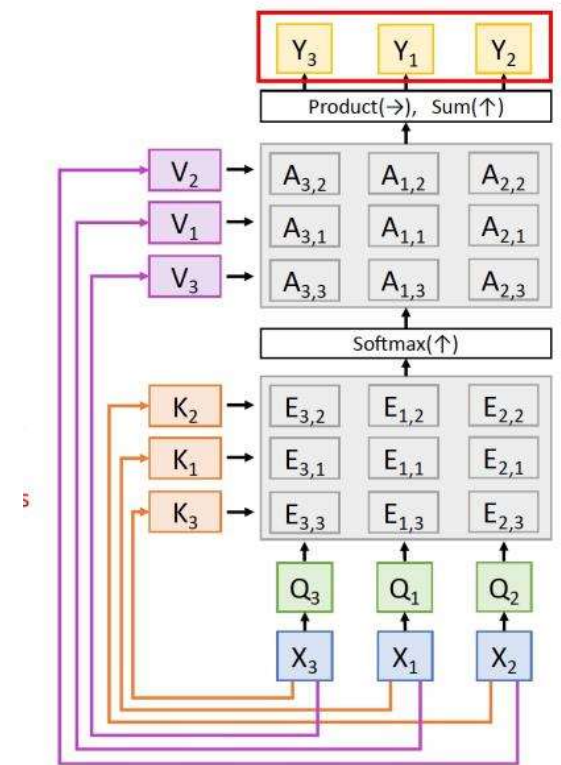 Y₃ Y₁ Y₂
Product(→), Sum(↑)
V₂ A₃,₂ A₁,₂ A₂,₂
V₁ A₃,₁ A₁,₁ A₂,₁
V₃ A₃,₃ A₁,₃ A₂,₃
Softmax(↑)
K₂ E₃,₂ E₁,₂ E₂,₂
K₁ E₃,₁ E₁,₁ E₂,₁
s
K₃ E₃,₃ E₁,₃ E₂,₃
Q₃ Q₁ Q₂
X₃ X₁ X₂